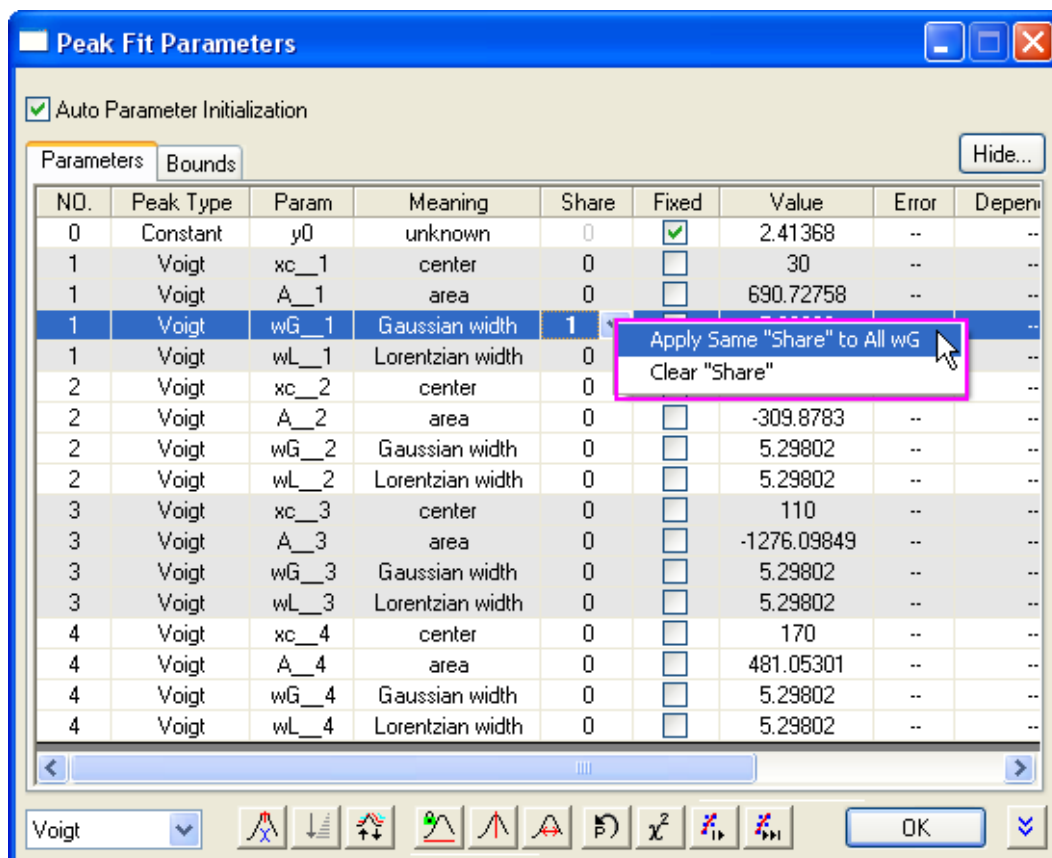 Peak Fit Parameters
Auto Parameter Initialization
Parameters Bounds Hide...
NO. Peak Type Param Meaning Share Fixed Value Error Depen
0 Constant y0 unknown 0 2.41368 -- --
1 Voigt xc__1 center 0 30 -- --
1 Voigt A__1 area 0 690.72758 -- --
1 Voigt wG__1 Gaussian width 1 --
Apply Same "Share" to All wG
1 Voigt wL__1 Lorentzian width 0 --
Clear "Share"
2 Voigt xc__2 center 0 -- --
2 Voigt A__2 area 0 -309.8783 -- --
2 Voigt wG__2 Gaussian width 0 5.29802 -- --
2 Voigt wL__2 Lorentzian width 0 5.29802 -- --
3 Voigt xc__3 center 0 110 -- --
3 Voigt A__3 area 0 -1276.09849 -- --
3 Voigt wG__3 Gaussian width 0 5.29802 -- --
3 Voigt wL__3 Lorentzian width 0 5.29802 -- --
4 Voigt xc__4 center 0 170 -- --
4 Voigt A__4 area 0 481.05301 -- --
4 Voigt wG__4 Gaussian width 0 5.29802 -- --
4 Voigt wL__4 Lorentzian width 0 5.29802 -- --
Voigt χ² OK